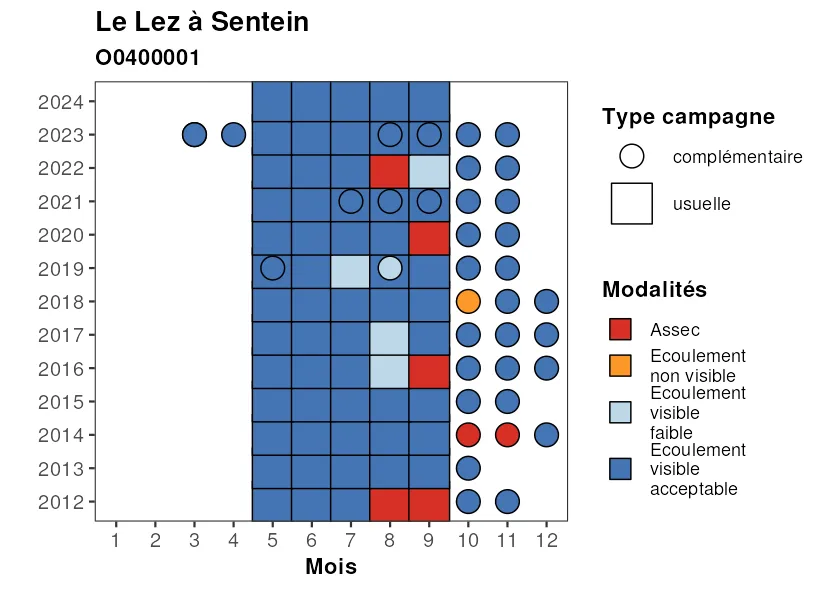 Le Lez à Sentein
O0400001
2024
2023
2022
2021
2020
2019
2018
2017
2016
2015
2014
2013
2012
1 2 3 4 5 6 7 8 9 10 11 12
Mois
Type campagne
complémentaire
usuelle
Modalités
Assec
Ecoulement
non visible
Ecoulement
visible
faible
Ecoulement
visible
acceptable